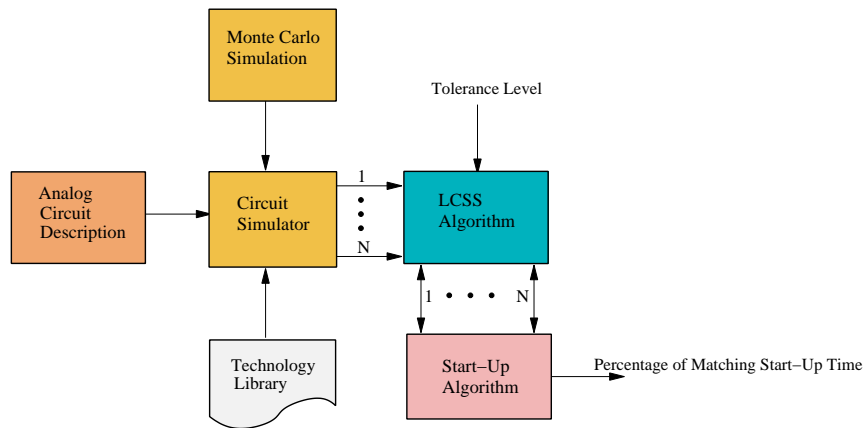 Monte Carlo
Simulation
Tolerance Level
Analog
Circuit
Description
Circuit
Simulator
1
N
LCSS
Algorithm
1
N
Technology
Library
Start−Up
Algorithm
Percentage of Matching Start−Up Time